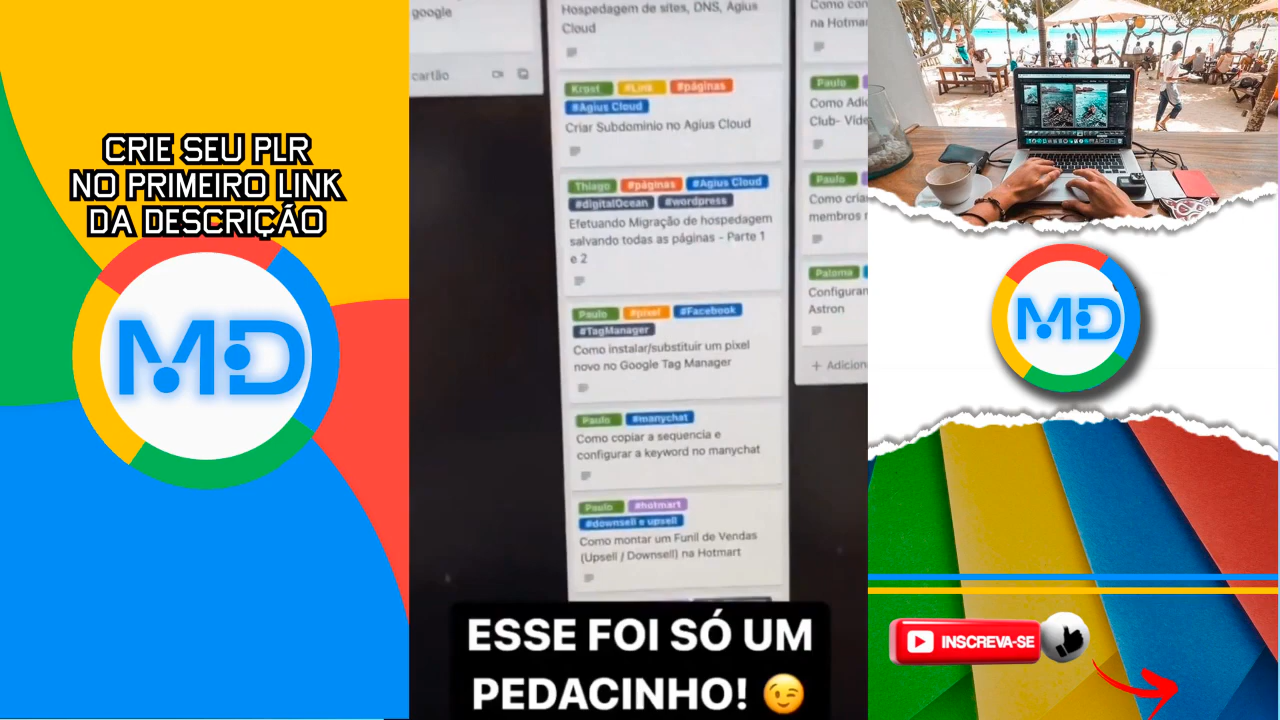 CRIE SEU PLR
NO PRIMEIRO LINK
DA DESCRIÇÃO
MD
google
cartão
Hospedagem de sites, DNS, Agius
Cloud
Krost #Link #páginas
#Agius Cloud
Criar Subdominio no Agius Cloud
Thiago #páginas #Agius Cloud
#digitalOcean #wordpress
Efetuando Migração de hospedagem
salvando todas as páginas - Parte 1
e 2
Paulo #pixel #Facebook
#TagManager
Como instalar/substituir um pixel
novo no Google Tag Manager
Paulo #manychat
Como copiar a sequencia e
configurar a keyword no manychat
Paulo #hotmart
#downsell e upsell
Como montar um Funil de Vendas
(Upsell / Downsell) na Hotmart
Como con
na Hotmar
Paulo
Como Adic
Club- Víde
Paulo
Como criar
membros n
Paloma
Configuran
Astron
+ Adicion
ESSE FOI SÓ UM
PEDACINHO! 😉
MD
INSCREVA-SE